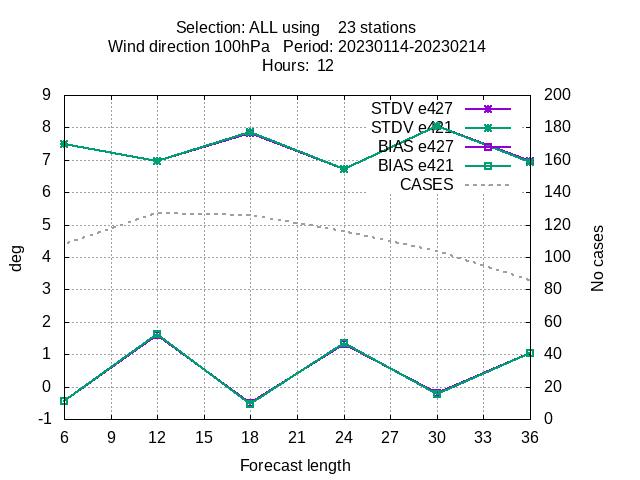 Selection: ALL using 23 stations
Wind direction 100hPa Period: 20230114-20230214
Hours: 12
STDV e427
STDV e421
BIAS e427
BIAS e421
CASES
9
8
7
6
5
4
3
2
1
0
-1
deg
200
180
160
140
120
100
80
60
40
20
0
No cases
6 9 12 15 18 21 24 27 30 33 36
Forecast length